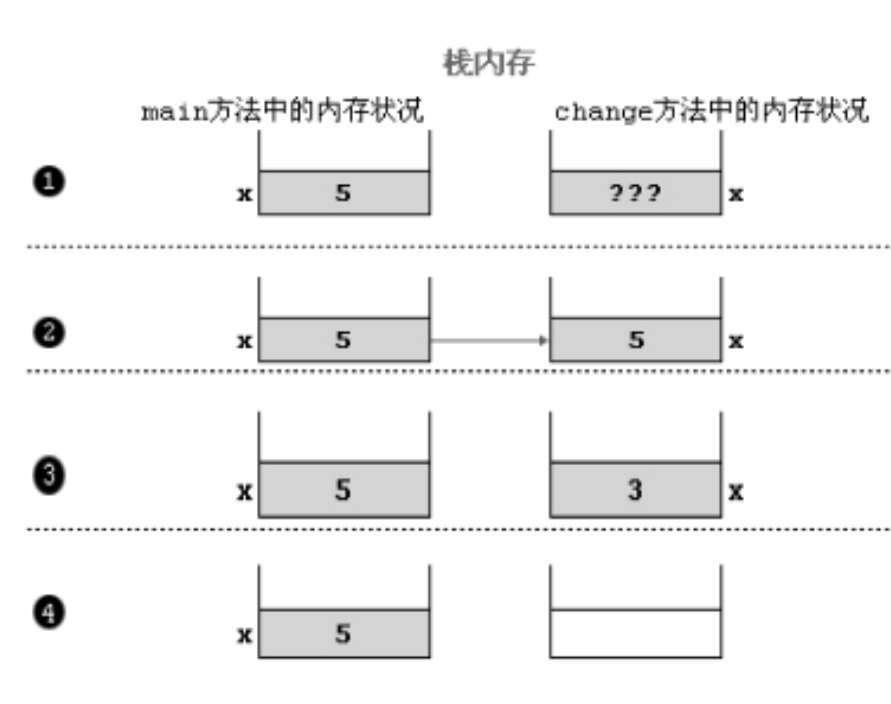 栈内存
main方法中的内存状况 change方法中的内存状况
❶ x 5 ??? x
❷ x 5 5 x
❸ x 5 3 x
❹ x 5